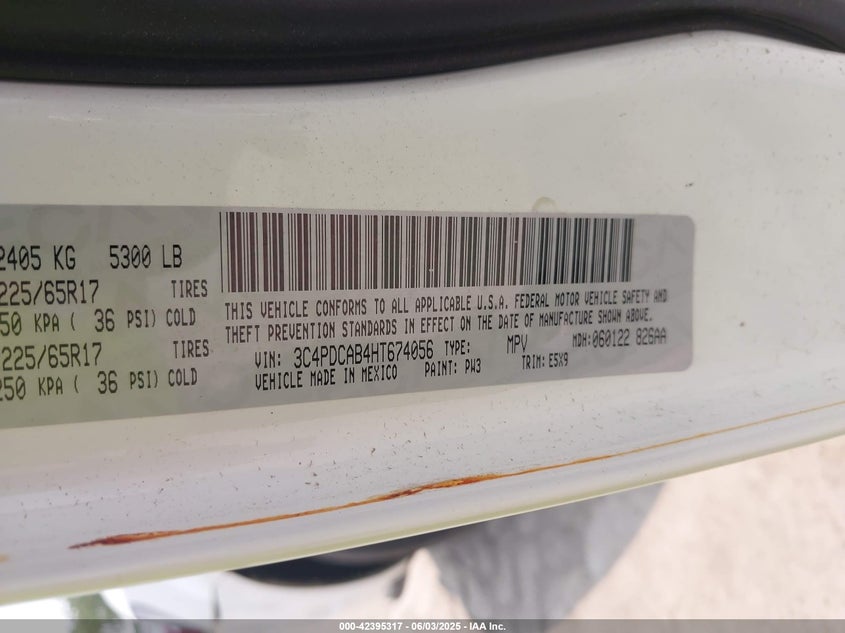 2405 KG 5300 LB
225/65R17 TIRES
250 KPA ( 36 PSI) COLD
225/65R17 TIRES
250 KPA ( 36 PSI) COLD
THIS VEHICLE CONFORMS TO ALL APPLICABLE U.S.A. FEDERAL MOTOR VEHICLE SAFETY AND
THEFT PREVENTION STANDARDS IN EFFECT ON THE DATE OF MANUFACTURE SHOWN ABOVE.
VIN: 3C4PDCAB4HT674056 TYPE: MPV MDH:060122 826AA
VEHICLE MADE IN MEXICO PAINT: PW3 TRIM: E5X9
000-42395317 - 06/03/2025 - IAA Inc.